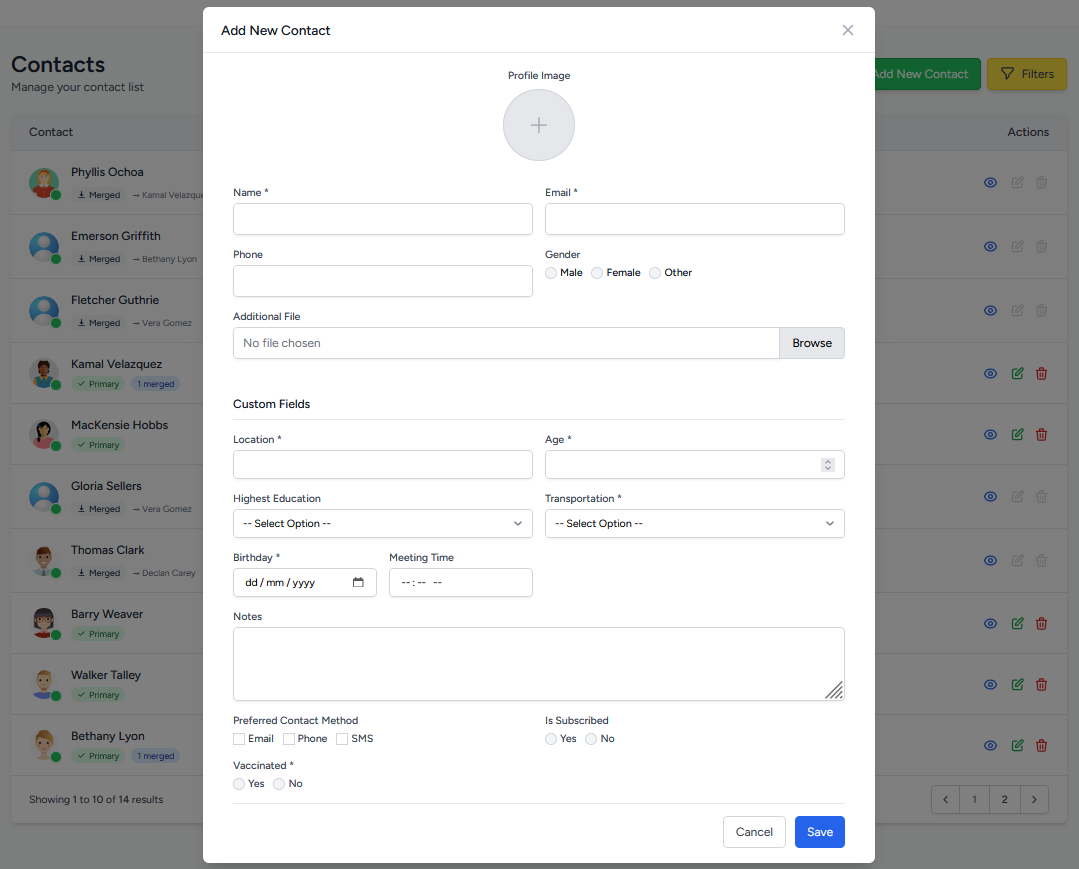 Add New Contact
Contacts
Manage your contact list
Add New Contact
Filters
Contact
Actions
Phyllis Ochoa
Merged → Kamal Velazque
Emerson Griffith
Merged → Bethany Lyon
Fletcher Guthrie
Merged → Vera Gomez
Kamal Velazquez
Primary 1 merged
MacKensie Hobbs
Primary
Gloria Sellers
Merged → Vera Gomez
Thomas Clark
Merged → Declan Carey
Barry Weaver
Primary
Walker Talley
Primary
Bethany Lyon
Primary 1 merged
Showing 1 to 10 of 14 results
1 2
Profile Image
Name * Email *
Phone Gender
Male Female Other
Additional File
No file chosen Browse
Custom Fields
Location * Age *
Highest Education Transportation *
-- Select Option -- -- Select Option --
Birthday * Meeting Time
dd/mm/yyyy --:-- --
Notes
Preferred Contact Method Is Subscribed
Email Phone SMS Yes No
Vaccinated *
Yes No
Cancel Save